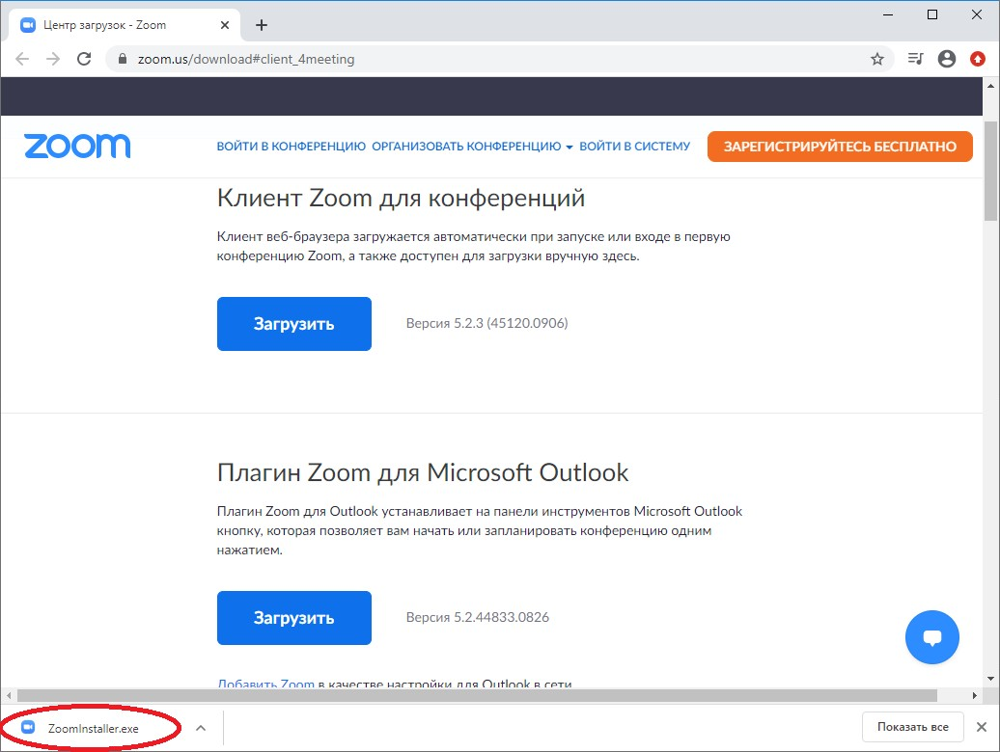 Центр загрузок - Zoom
zoom.us/download#client_4meeting
zoom
ВОЙТИ В КОНФЕРЕНЦИЮ ОРГАНИЗОВАТЬ КОНФЕРЕНЦИЮ ВОЙТИ В СИСТЕМУ ЗАРЕГИСТРИРУЙТЕСЬ БЕСПЛАТНО
Клиент Zoom для конференций
Клиент веб-браузера загружается автоматически при запуске или входе в первую
конференцию Zoom, а также доступен для загрузки вручную здесь.
Загрузить Версия 5.2.3 (45120.0906)
Плагин Zoom для Microsoft Outlook
Плагин Zoom для Outlook устанавливает на панели инструментов Microsoft Outlook
кнопку, которая позволяет вам начать или запланировать конференцию одним
нажатием.
Загрузить Версия 5.2.44833.0826
Добавить Zoom в качестве настройки для Outlook в сети
ZoomInstaller.exe Показать все